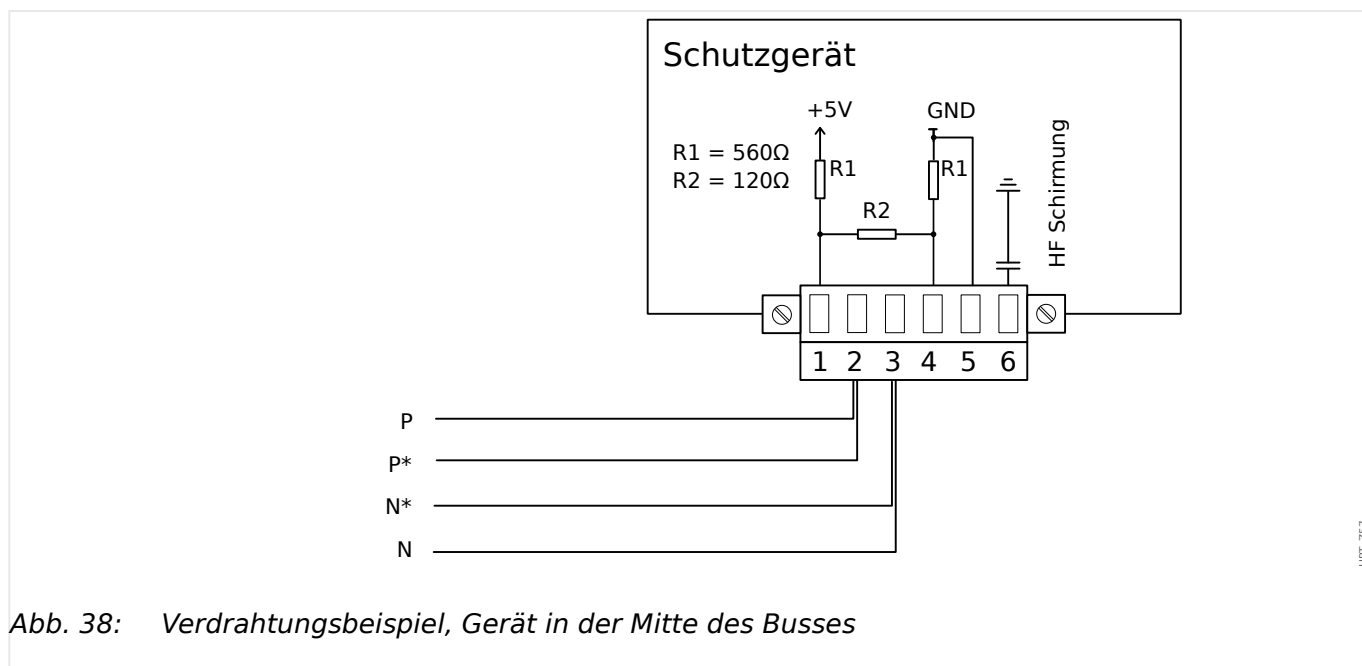 Schutzgerät
+5V
GND
R1 = 560Ω
R2 = 120Ω
R1
R1
R2
HF Schirmung
1 2 3 4 5 6
P
P*
N*
N
Abb. 38: Verdrahtungsbeispiel, Gerät in der Mitte des Busses